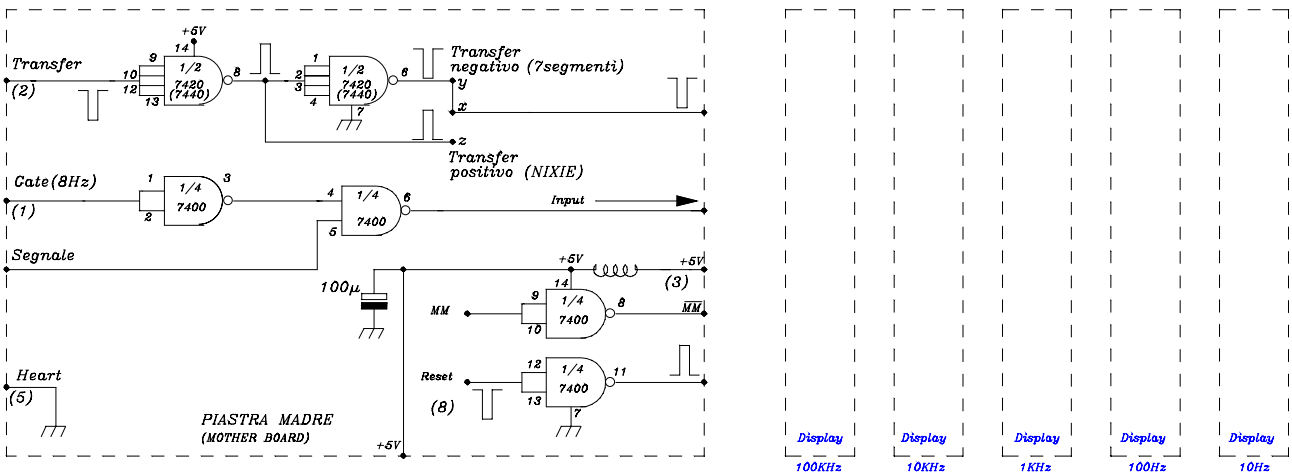 +5V
14
Transfer
(2)
9
10
12
13
1/2
7420
(7440)
8
1
2
3
4
1/2
7420
(7440)
6
7
Transfer
negativo (7segmenti)
y
x
z
Transfer
positivo (NIXIE)
Gate(8Hz)
(1)
1
2
1/4
7400
3
4
5
1/4
7400
6
Input
Segnale
100µ
+5V
+5V
(3)
14
MM
9
10
1/4
7400
8
MM
Reset
(8)
12
13
1/4
7400
11
7
Heart
(5)
PIASTRA MADRE
(MOTHER BOARD)
+5V
Display
100KHz
Display
10KHz
Display
1KHz
Display
100Hz
Display
10Hz